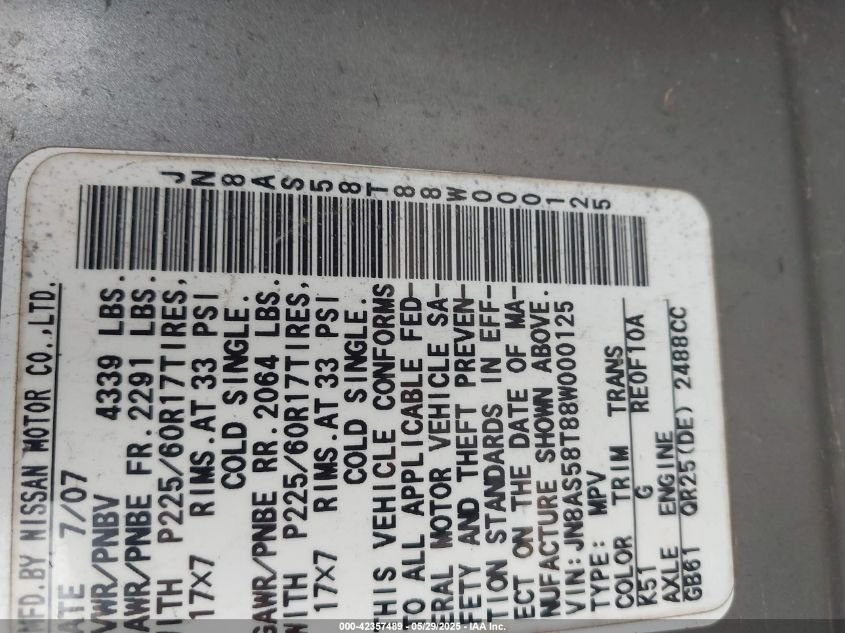 JN8AS58T88W000125
MFD.BY NISSAN MOTOR CO.,LTD.
ATE 7/07
VWR/PNBV 4339 LBS.
AWR/PNBE FR.2291 LBS.
ITH P225/60R17TIRES,
17X7 RIMS.AT 33 PSI
COLD SINGLE.
GAWR/PNBE RR.2064 LBS.
WITH P225/60R17TIRES,
17X7 RIMS.AT 33 PSI
COLD SINGLE.
THIS VEHICLE CONFORMS
TO ALL APPLICABLE FED-
ERAL MOTOR VEHICLE SA-
FETY AND THEFT PREVEN-
TION STANDARDS IN EFF-
ECT ON THE DATE OF MA-
NUFACTURE SHOWN ABOVE.
VIN:JN8AS58T88W000125
TYPE: MPV
COLOR TRIM TRANS
K51 G RE0F10A
AXLE ENGINE
GB61 QR25(DE) 2488CC
000-42357489 - 05/29/2025 - IAA Inc.